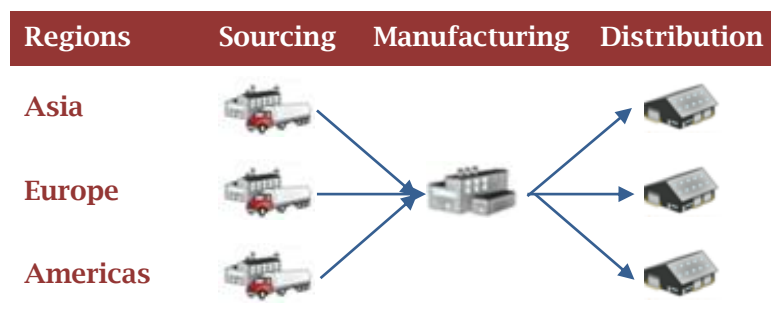 Regions Sourcing Manufacturing Distribution
Asia
Europe
Americas